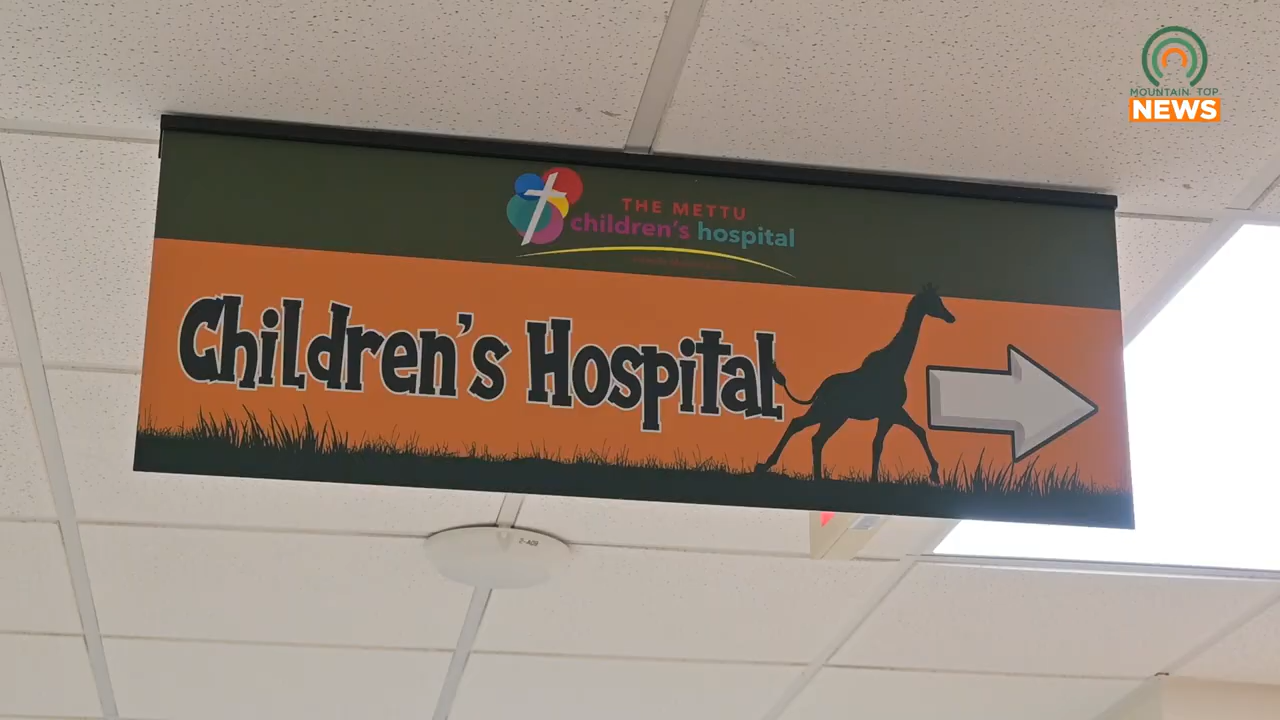 MOUNTAIN TOP
NEWS
THE METTU
children's hospital
Children's Hospital